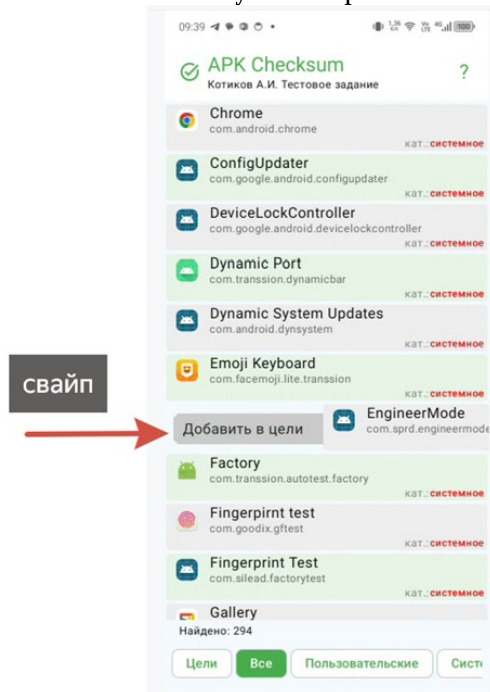 09:39
APK Checksum
?
Котиков А.И. Тестовое задание
Chrome
com.android.chrome
кат.:системное
ConfigUpdater
com.google.android.configupdater
кат.:системное
DeviceLockController
com.google.android.devicelockcontroller
кат.:системное
Dynamic Port
com.transsion.dynamicbar
кат.:системное
Dynamic System Updates
com.android.dynsystem
кат.:системное
Emoji Keyboard
com.facemoji.lite.transsion
кат.:системное
свайп
Добавить в цели
EngineerMode
com.sprd.engineermode
Factory
com.transsion.autotest.factory
кат.:системное
Fingerpirnt test
com.goodix.gftest
кат.:системное
Fingerprint Test
com.silead.factorytest
кат.:системное
Gallery
Найдено: 294
Цели Все Пользовательские Систе